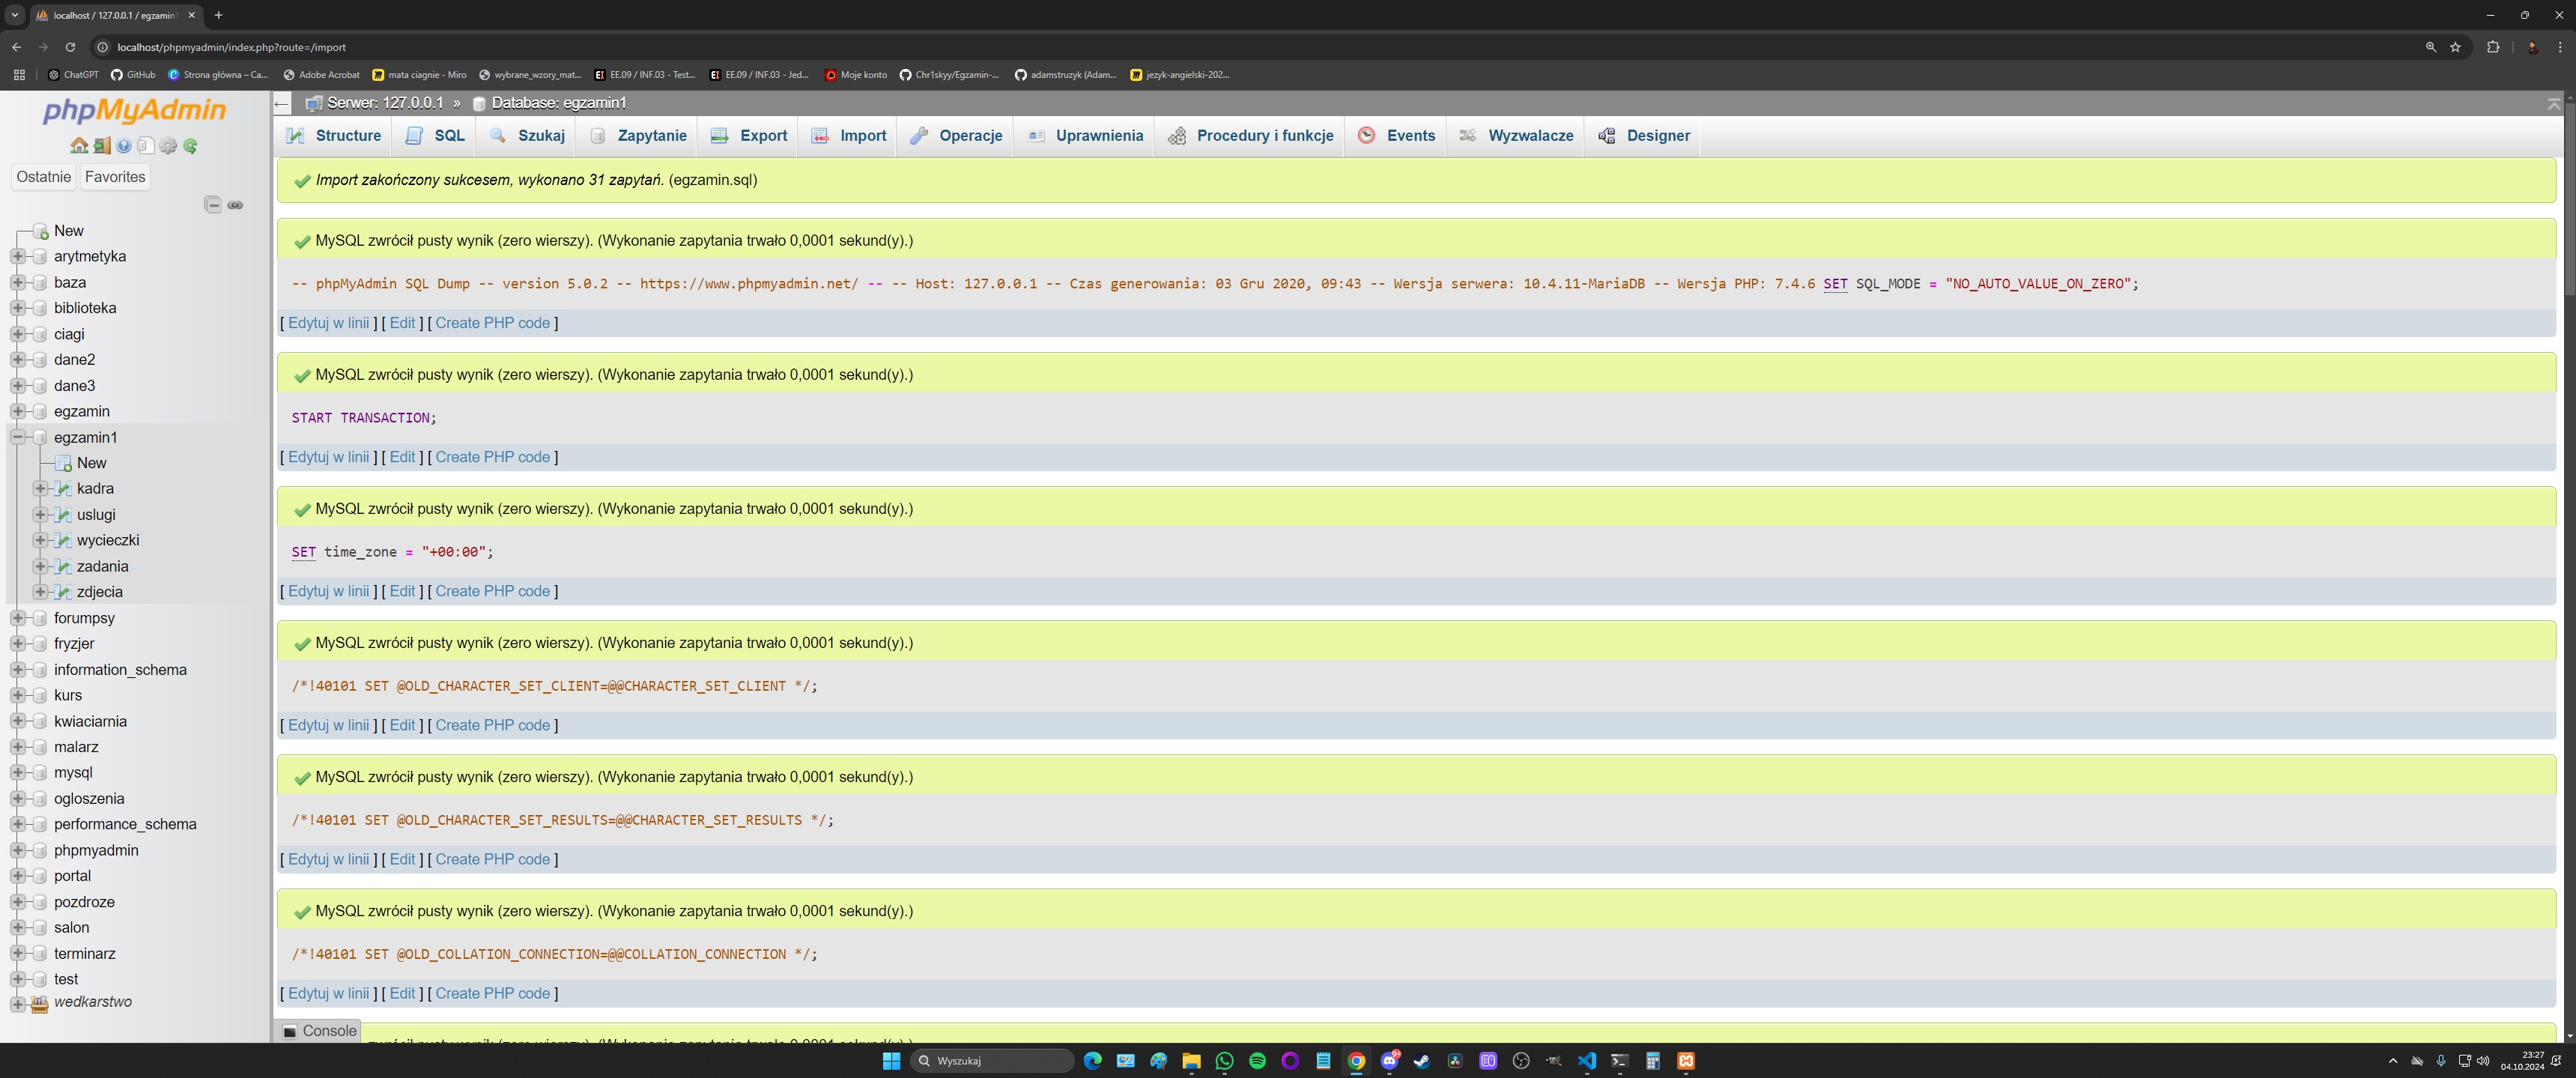 localhost / 127.0.0.1 / egzamin1
localhost/phpmyadmin/index.php?route=/import
ChatGPT
GitHub
Strona główna – Ca...
Adobe Acrobat
mata ciagnie - Miro
wybrane_wzory_mat...
EE.09 / INF.03 - Test...
EE.09 / INF.03 - Jed...
Moje konto
Chr1skyy/Egzamin-...
adamstruzyk (Adam...
jezyk-angielski-202...
phpMyAdmin
Ostatnie
Favorites
New
arytmetyka
baza
biblioteka
ciagi
dane2
dane3
egzamin
egzamin1
New
kadra
uslugi
wycieczki
zadania
zdjecia
forumpsy
fryzjer
information_schema
kurs
kwiaciarnia
malarz
mysql
ogloszenia
performance_schema
phpmyadmin
portal
pozdroze
salon
terminarz
test
wedkarstwo
Serwer: 127.0.0.1 » Database: egzamin1
Structure
SQL
Szukaj
Zapytanie
Export
Import
Operacje
Uprawnienia
Procedury i funkcje
Events
Wyzwalacze
Designer
Import zakończony sukcesem, wykonano 31 zapytań. (egzamin.sql)
MySQL zwrócił pusty wynik (zero wierszy). (Wykonanie zapytania trwało 0,0001 sekund(y).)
-- phpMyAdmin SQL Dump -- version 5.0.2 -- https://www.phpmyadmin.net/ -- -- Host: 127.0.0.1 -- Czas generowania: 03 Gru 2020, 09:43 -- Wersja serwera: 10.4.11-MariaDB -- Wersja PHP: 7.4.6 SET SQL_MODE = "NO_AUTO_VALUE_ON_ZERO";
[ Edytuj w linii ] [ Edit ] [ Create PHP code ]
MySQL zwrócił pusty wynik (zero wierszy). (Wykonanie zapytania trwało 0,0001 sekund(y).)
START TRANSACTION;
[ Edytuj w linii ] [ Edit ] [ Create PHP code ]
MySQL zwrócił pusty wynik (zero wierszy). (Wykonanie zapytania trwało 0,0001 sekund(y).)
SET time_zone = "+00:00";
[ Edytuj w linii ] [ Edit ] [ Create PHP code ]
MySQL zwrócił pusty wynik (zero wierszy). (Wykonanie zapytania trwało 0,0001 sekund(y).)
/*!40101 SET @OLD_CHARACTER_SET_CLIENT=@@CHARACTER_SET_CLIENT */;
[ Edytuj w linii ] [ Edit ] [ Create PHP code ]
MySQL zwrócił pusty wynik (zero wierszy). (Wykonanie zapytania trwało 0,0001 sekund(y).)
/*!40101 SET @OLD_CHARACTER_SET_RESULTS=@@CHARACTER_SET_RESULTS */;
[ Edytuj w linii ] [ Edit ] [ Create PHP code ]
MySQL zwrócił pusty wynik (zero wierszy). (Wykonanie zapytania trwało 0,0001 sekund(y).)
/*!40101 SET @OLD_COLLATION_CONNECTION=@@COLLATION_CONNECTION */;
[ Edytuj w linii ] [ Edit ] [ Create PHP code ]
Console
zwrócił pusty wynik (zero wierszy). (Wykonanie zapytania trwało 0,0001 sekund(y).)
Wyszukaj
23:27
04.10.2024